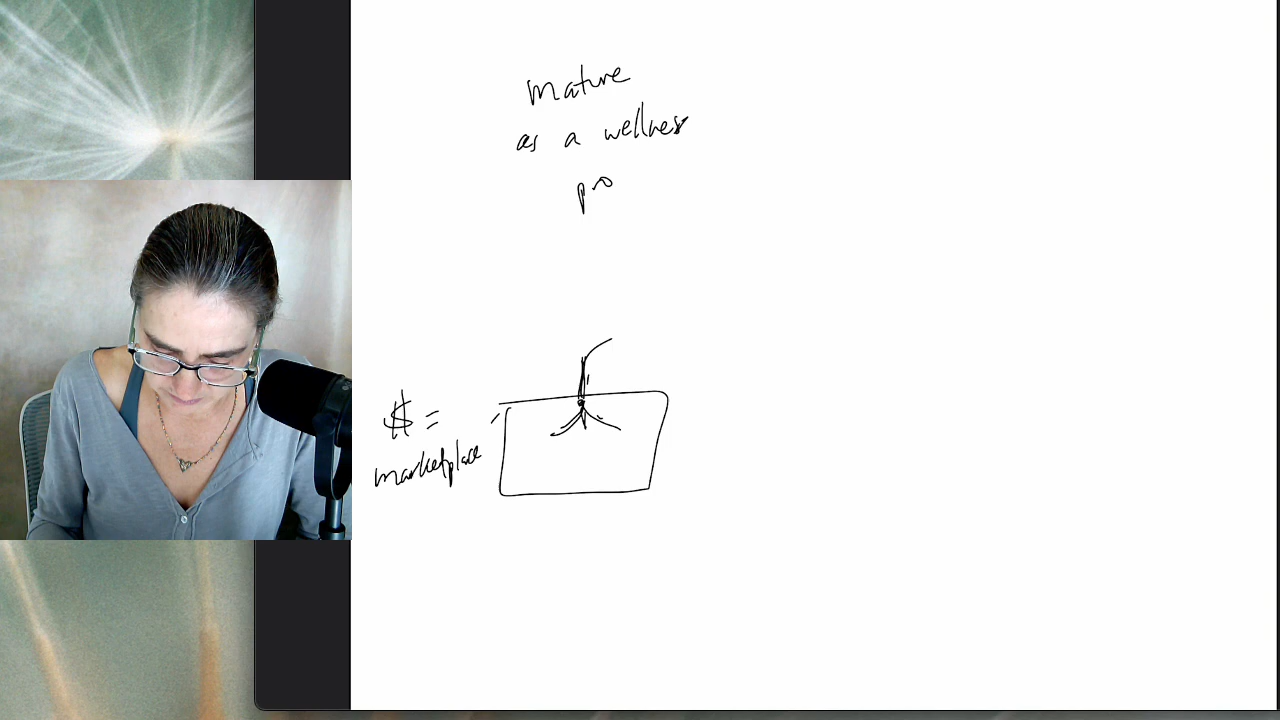 mature
as a wellness
pro
$ =
marketplace